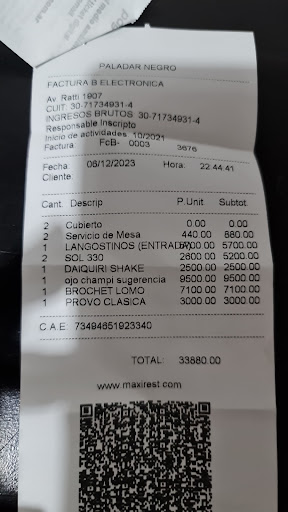 PALADAR NEGRO
FACTURA B ELECTRONICA
Av. Ratti 1907
CUIT: 30-71734931-4
INGRESOS BRUTOS: 30-71734931-4
Responsable Inscripto
Inicio de actividades: 10/2021
Factura FcB- 0003 3676
Fecha: 06/12/2023 Hora: 22:44:41
Cliente:
Cant. Descrip P.Unit Subtot.
2 Cubierto 0.00 0.00
2 Servicio de Mesa 440.00 880.00
1 LANGOSTINOS (ENTRADA) 5700.00 5700.00
2 SOL 330 2600.00 5200.00
1 DAIQUIRI SHAKE 2500.00 2500.00
1 ojo champi sugerencia 9500.00 9500.00
1 BROCHET LOMO 7100.00 7100.00
1 PROVO CLASICA 3000.00 3000.00
C.A.E. 73494651923340
TOTAL: 33880.00
www.maxirest.com